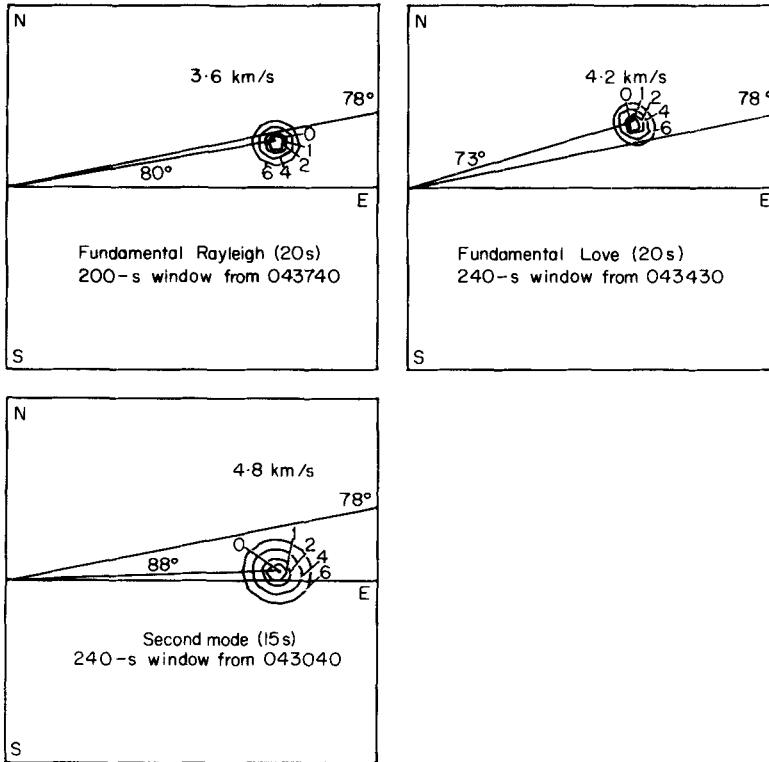 N
3·6 km/s
78°
0
1
2
6 4
80°
E
Fundamental Rayleigh (20s)
200-s window from 043740
S
N
4·2 km/s
0 1 2
4
6
78°
73°
E
Fundamental Love (20s)
240-s window from 043430
S
N
4·8 km/s
78°
0
1
2
4
6
88°
E
Second mode (15s)
240-s window from 043040
S